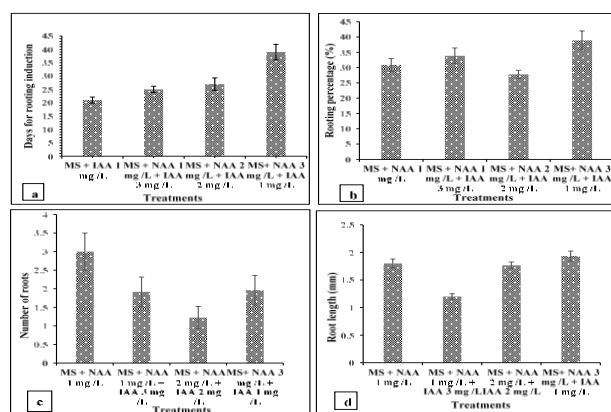 45
40
35
30
25
20
15
10
5
0
Days for rooting induction
MS + IAA 1 MS + NAA 1 MS + NAA 2 MS+ NAA 3
mg /L mg /L + IAA mg /L + IAA mg /L + IAA
3 mg /L 2 mg /L 1 mg /L
Treatments
a
45
40
35
30
25
20
15
10
5
0
Rooting percentage (%)
MS + NAA 1 MS + NAA 1 MS + NAA 2 MS+ NAA 3
mg /L mg /L + IAA mg /L + IAA mg /L + IAA
3 mg /L 2 mg /L 1 mg /L
Treatments
b
4
3.5
3
2.5
2
1.5
1
0.5
0
Number of roots
MS + NAA MS + NAA MS + NAA MS + NAA 3
1 mg /L 1 mg /L + 2 mg /L + mg /L +
IAA 3 mg IAA 2 mg IAA 1 mg
/L /L /L
Treatments
c
2.5
2
1.5
1
0.5
0
Root length (mm)
MS + NAA MS + NAA MS + NAA MS + NAA 3
1 mg /L 1 mg /L + 2 mg /L + mg /L + IAA
IAA 3 mg /L IAA 2 mg /L 1 mg /L
Treatments
d